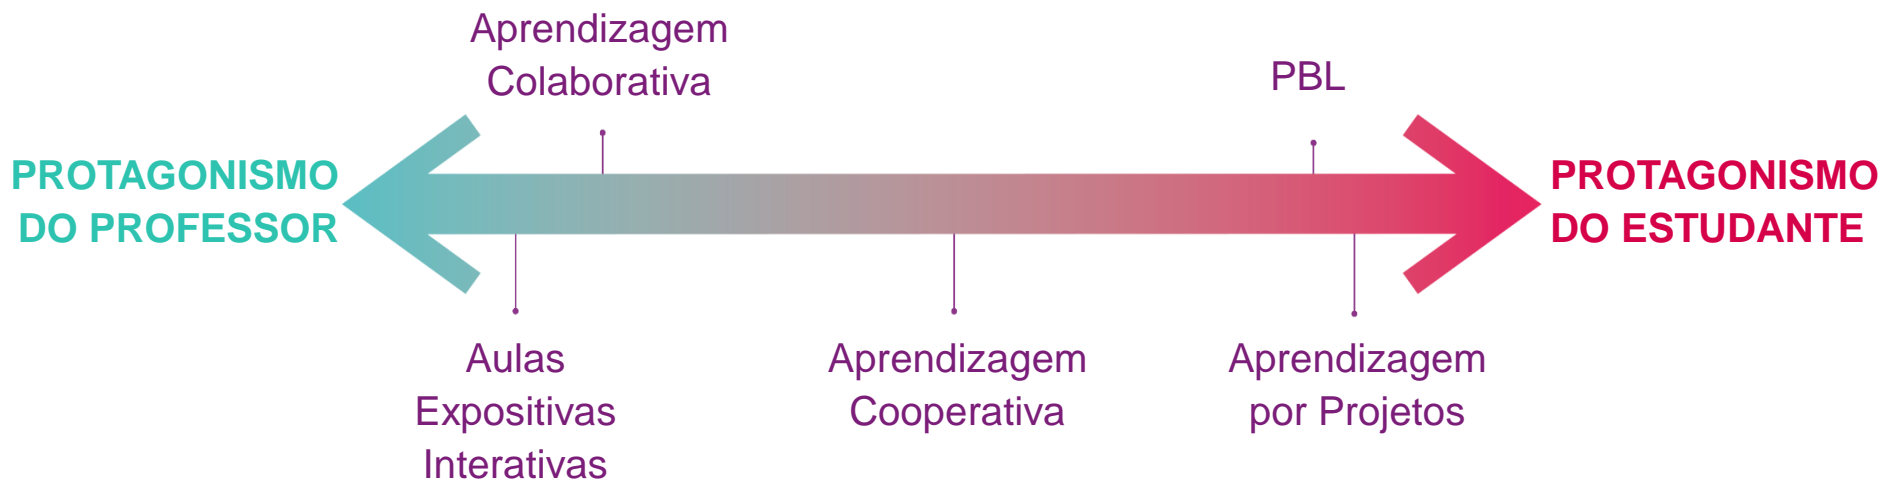 Aprendizagem
Colaborativa
PBL
PROTAGONISMO
DO PROFESSOR
PROTAGONISMO
DO ESTUDANTE
Aulas
Expositivas
Interativas
Aprendizagem
Cooperativa
Aprendizagem
por Projetos